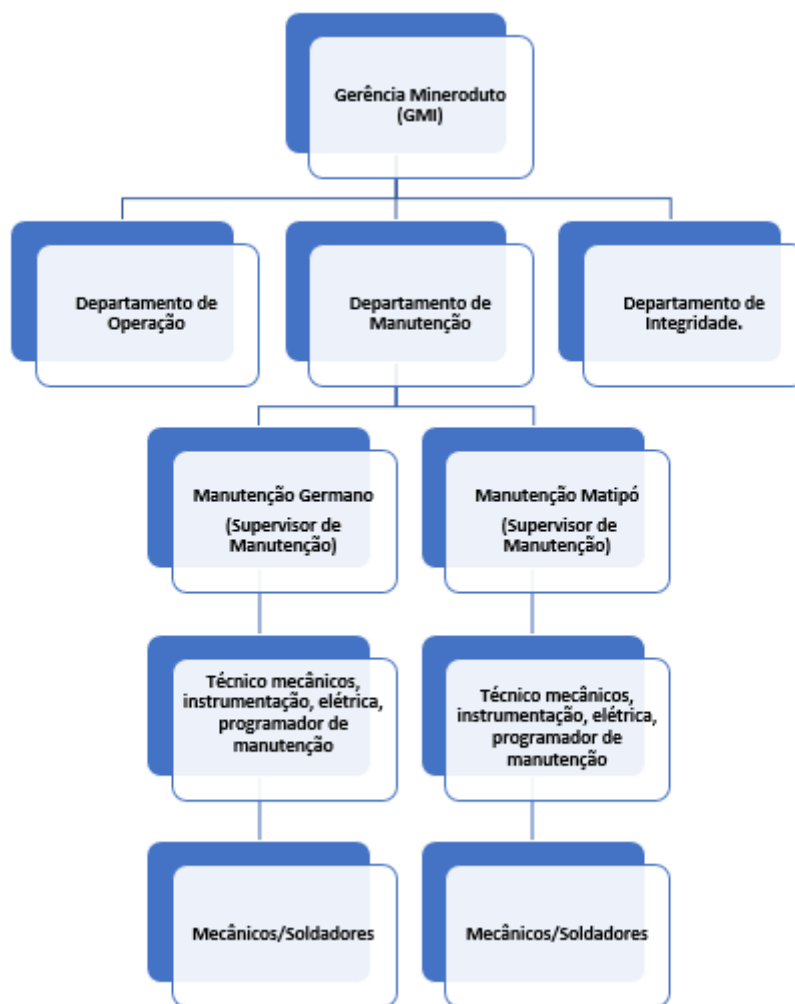 Gerência Mineroduto
(GMI)
Departamento de
Operação
Departamento de
Manutenção
Departamento de
Integridade.
Manutenção Germano
(Supervisor de
Manutenção)
Manutenção Matipó
(Supervisor de
Manutenção)
Técnico mecânicos,
instrumentação, elétrica,
programador de
manutenção
Técnico mecânicos,
instrumentação, elétrica,
programador de
manutenção
Mecânicos/Soldadores
Mecânicos/Soldadores